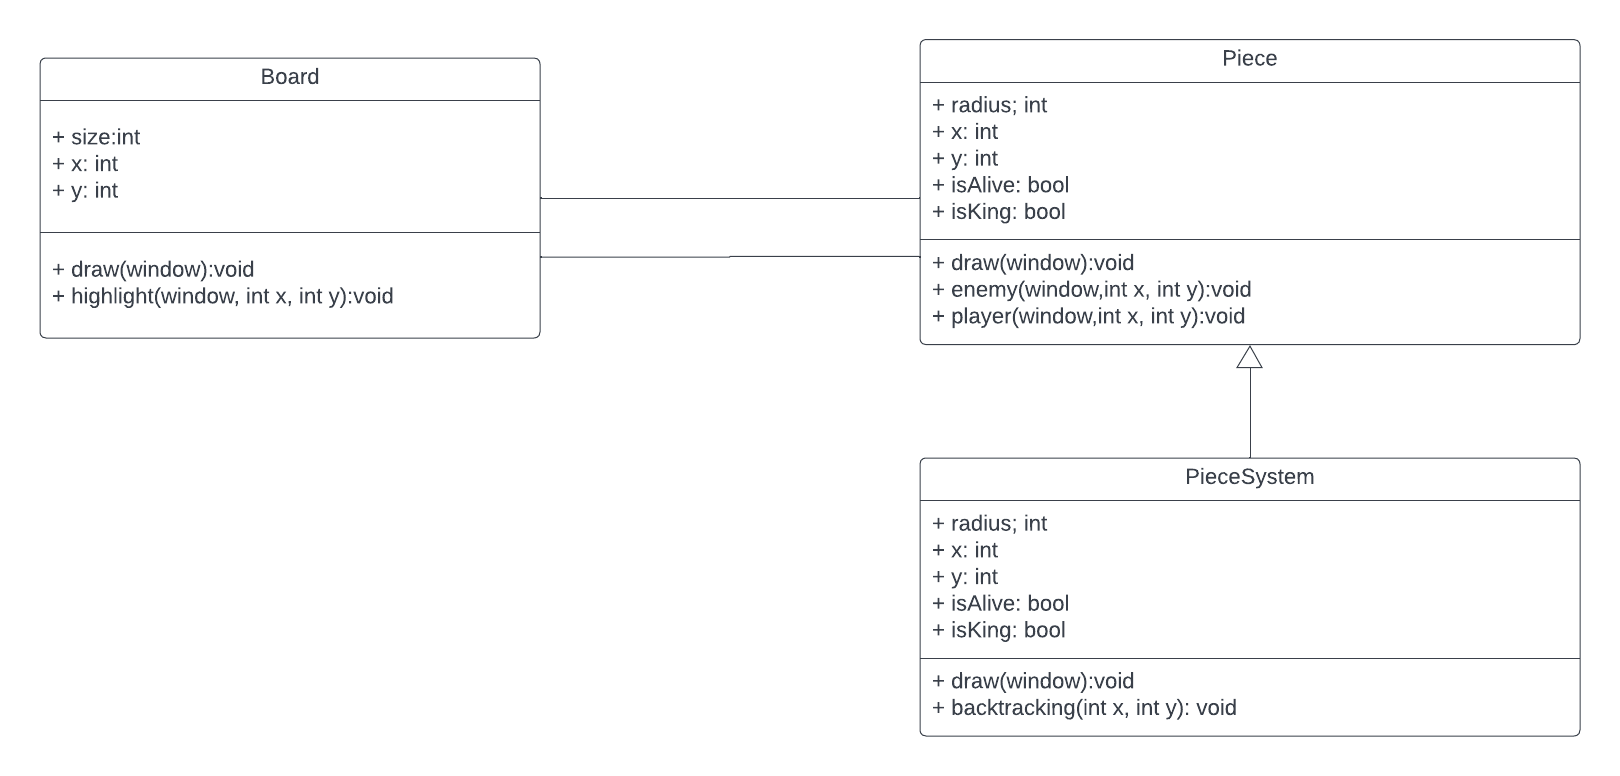 Board
+ size:int
+ x: int
+ y: int
+ draw(window):void
+ highlight(window, int x, int y):void
Piece
+ radius; int
+ x: int
+ y: int
+ isAlive: bool
+ isKing: bool
+ draw(window):void
+ enemy(window,int x, int y):void
+ player(window,int x, int y):void
PieceSystem
+ radius; int
+ x: int
+ y: int
+ isAlive: bool
+ isKing: bool
+ draw(window):void
+ backtracking(int x, int y): void